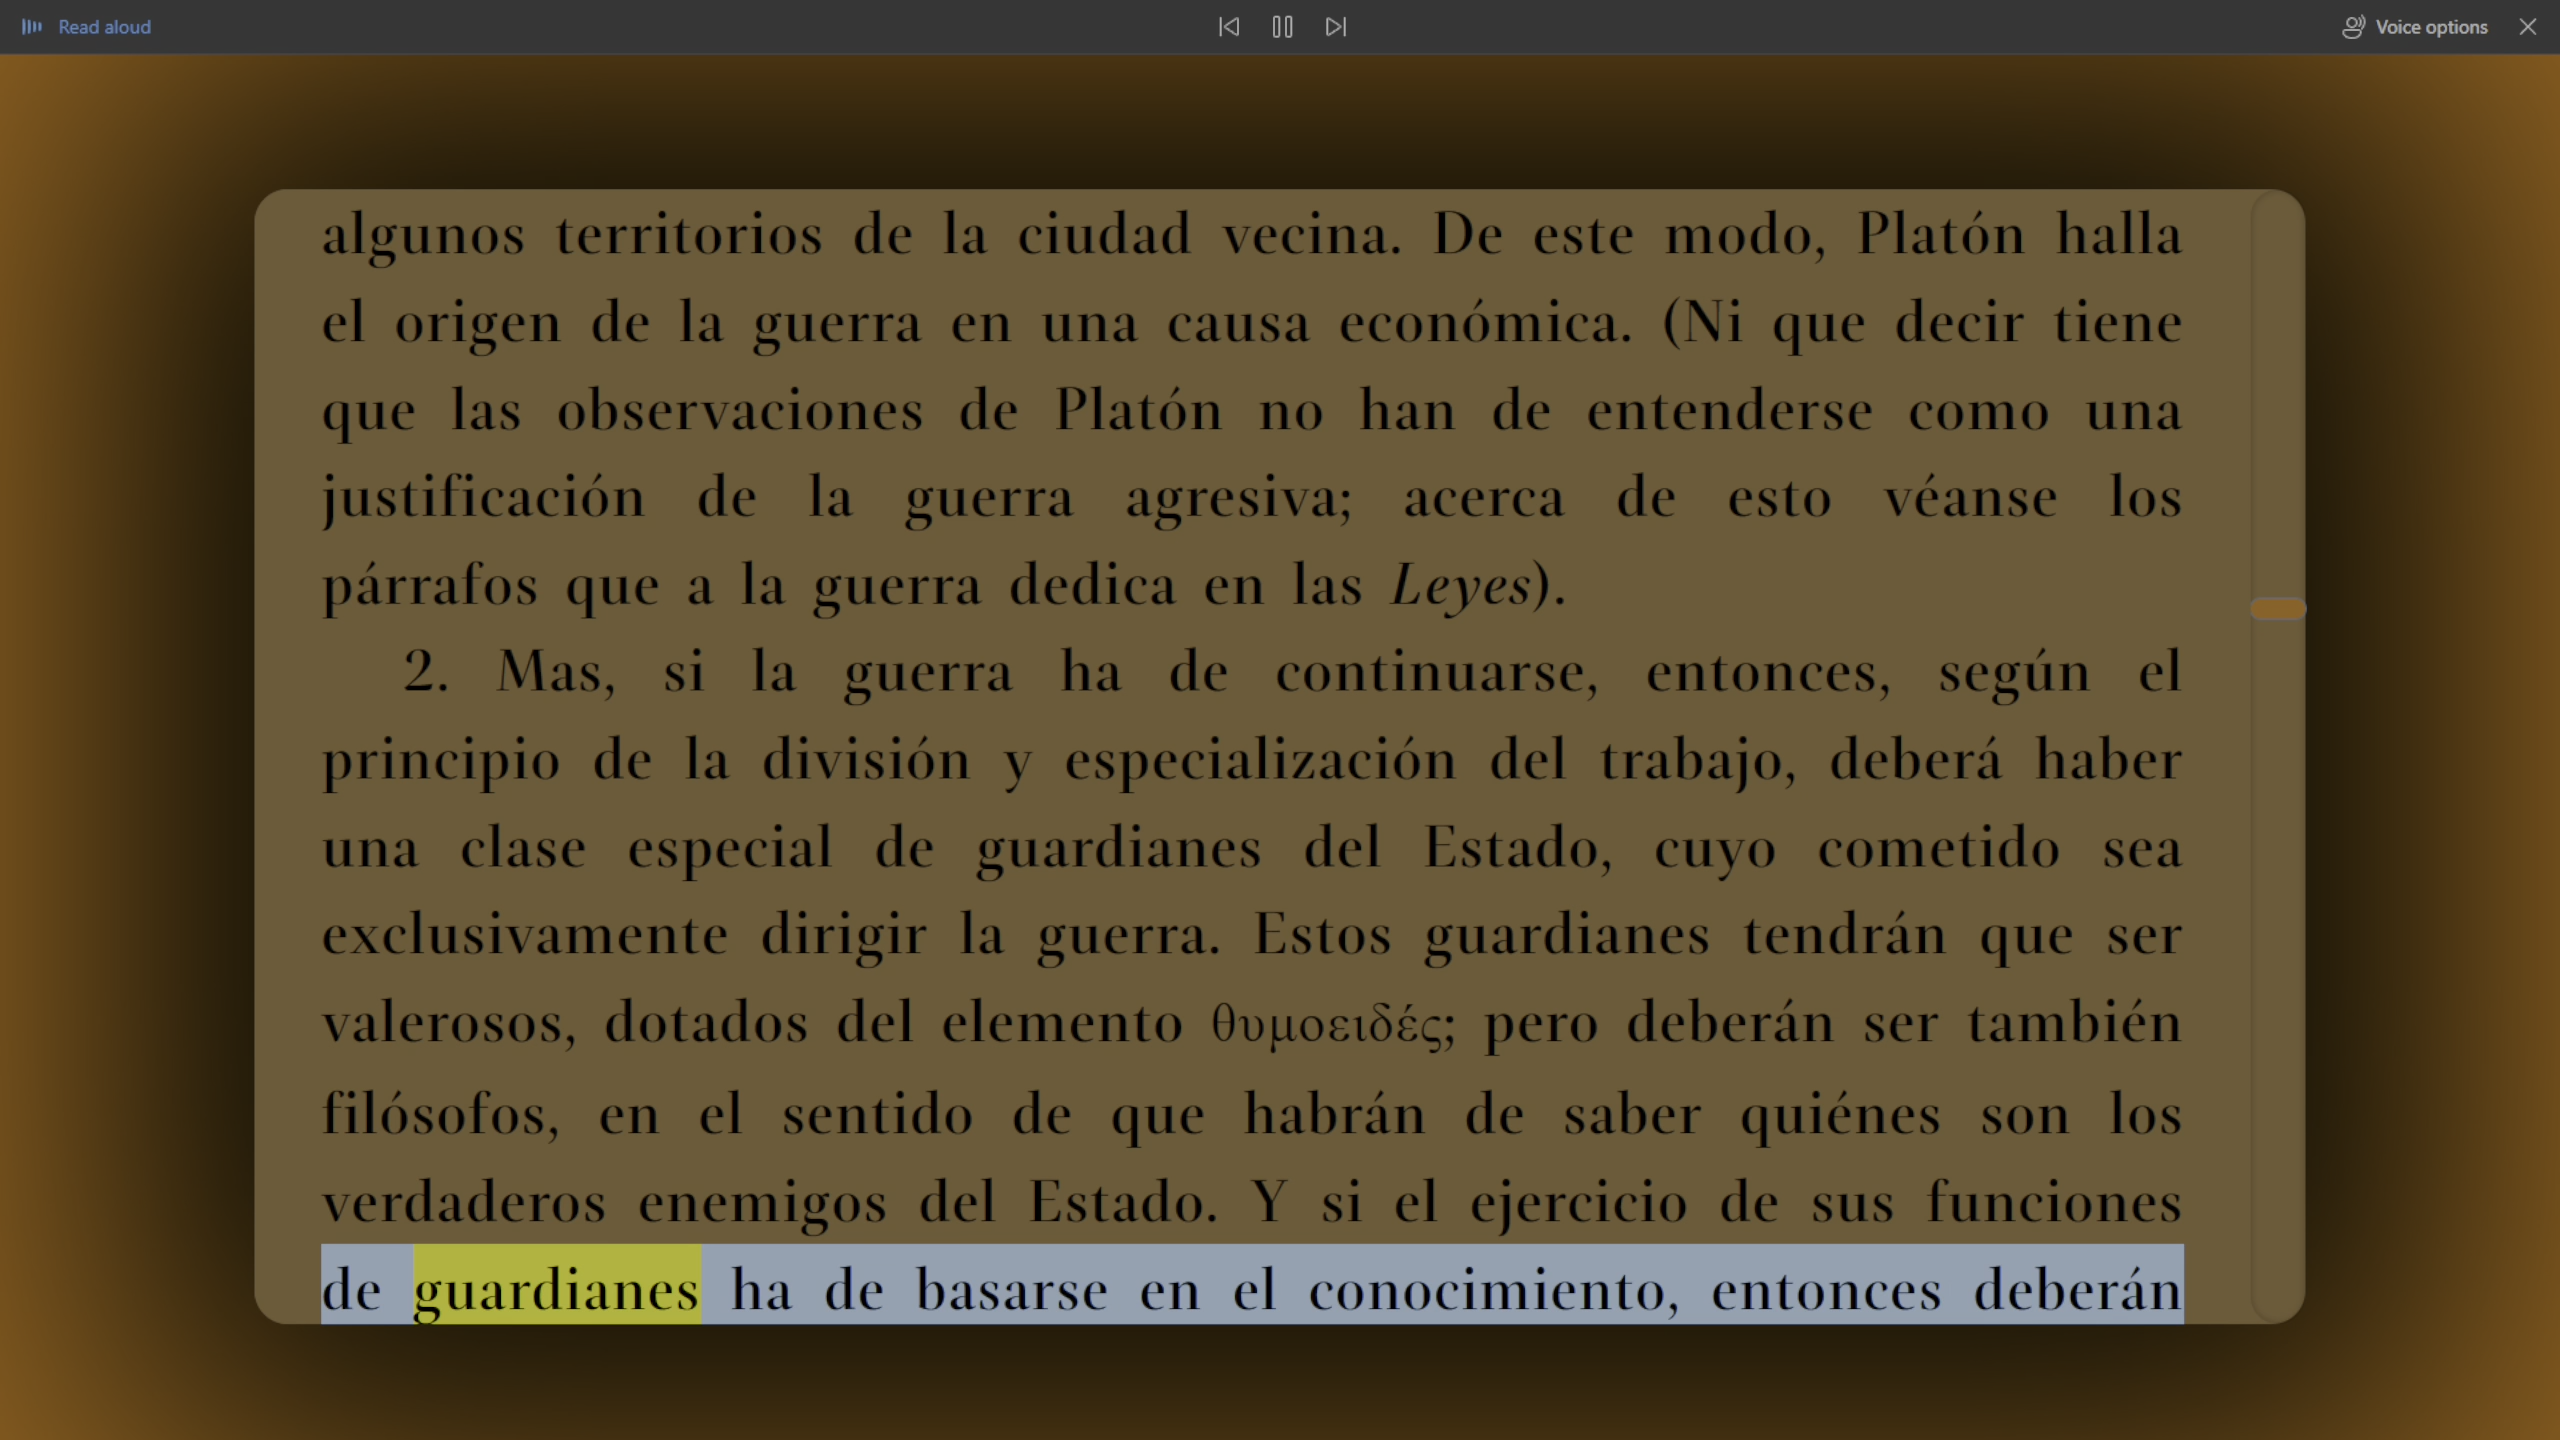 Read aloud
Voice options
algunos territorios de la ciudad vecina. De este modo, Platón halla
el origen de la guerra en una causa económica. (Ni que decir tiene
que las observaciones de Platón no han de entenderse como una
justificación de la guerra agresiva; acerca de esto véanse los
párrafos que a la guerra dedica en las Leyes).
2. Mas, si la guerra ha de continuarse, entonces, según el
principio de la división y especialización del trabajo, deberá haber
una clase especial de guardianes del Estado, cuyo cometido sea
exclusivamente dirigir la guerra. Estos guardianes tendrán que ser
valerosos, dotados del elemento θυμοειδές; pero deberán ser también
filósofos, en el sentido de que habrán de saber quiénes son los
verdaderos enemigos del Estado. Y si el ejercicio de sus funciones
de guardianes ha de basarse en el conocimiento, entonces deberán